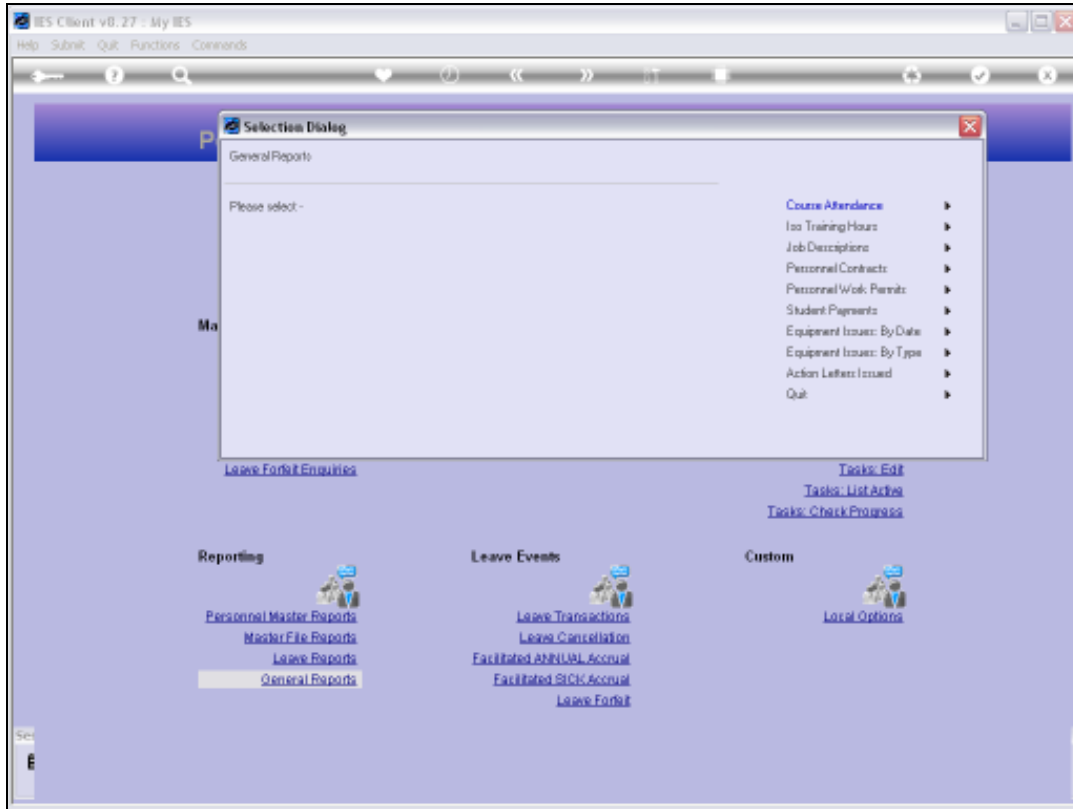 IES Client v8.27 : My IES
Help Submit Quit Functions Commands
Selection Dialog
General Reports
Please select -
Course Attendance
Iso Training Hours
Job Descriptions
Personnel Contracts
Personnel Work Permits
Student Payments
Equipment Issues: By Date
Equipment Issues: By Type
Action Letters Issued
Quit
Ma
Leave Forfeit Enquiries
Tasks: Edit
Tasks: List Active
Tasks: Check Progress
Reporting
Personnel Master Reports
Master File Reports
Leave Reports
General Reports
Leave Events
Leave Transactions
Leave Cancellation
Facilitated ANNUAL Accrual
Facilitated SICK Accrual
Leave Forfeit
Custom
Local Options